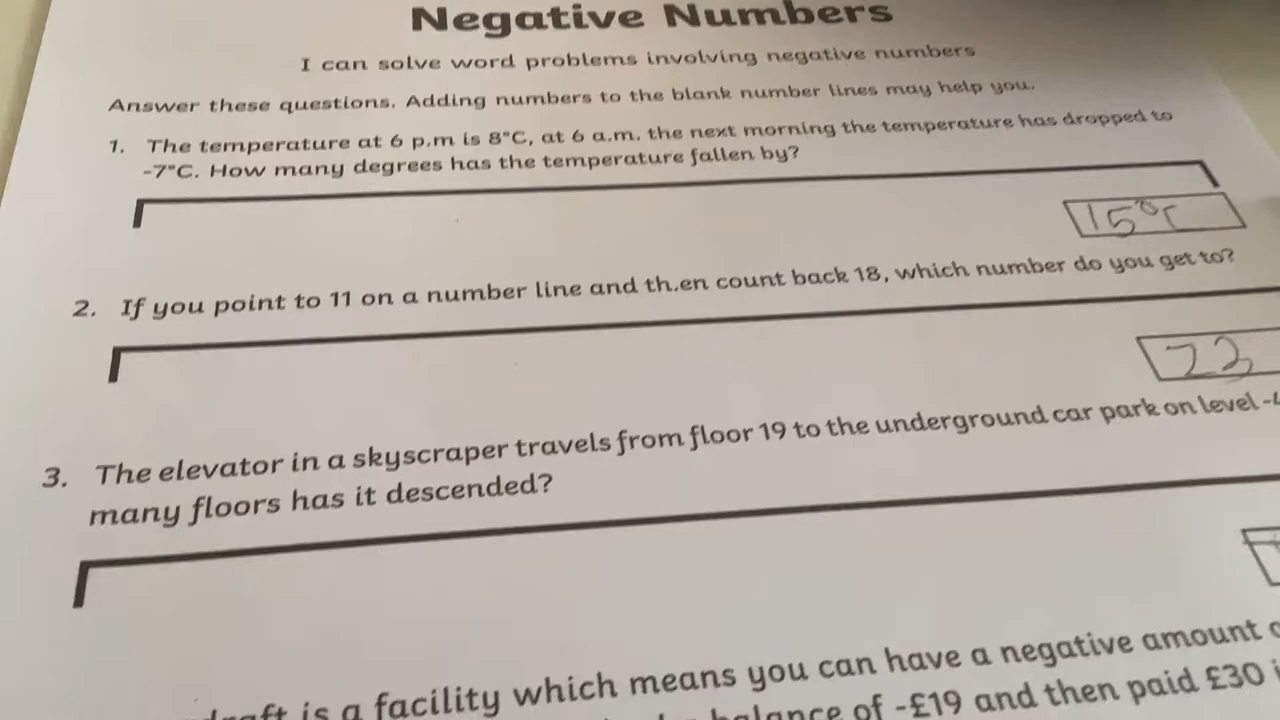 Negative Numbers
I can solve word problems involving negative numbers
Answer these questions. Adding numbers to the blank number lines may help you.
1. The temperature at 6 p.m is 8°C, at 6 a.m. the next morning the temperature has dropped to
-7°C. How many degrees has the temperature fallen by?
15°C
2. If you point to 11 on a number line and th.en count back 18, which number do you get to?
23
3. The elevator in a skyscraper travels from floor 19 to the underground car park on level
many floors has it descended?
is a facility which means you can have a negative amount
balance of -£19 and then paid £30